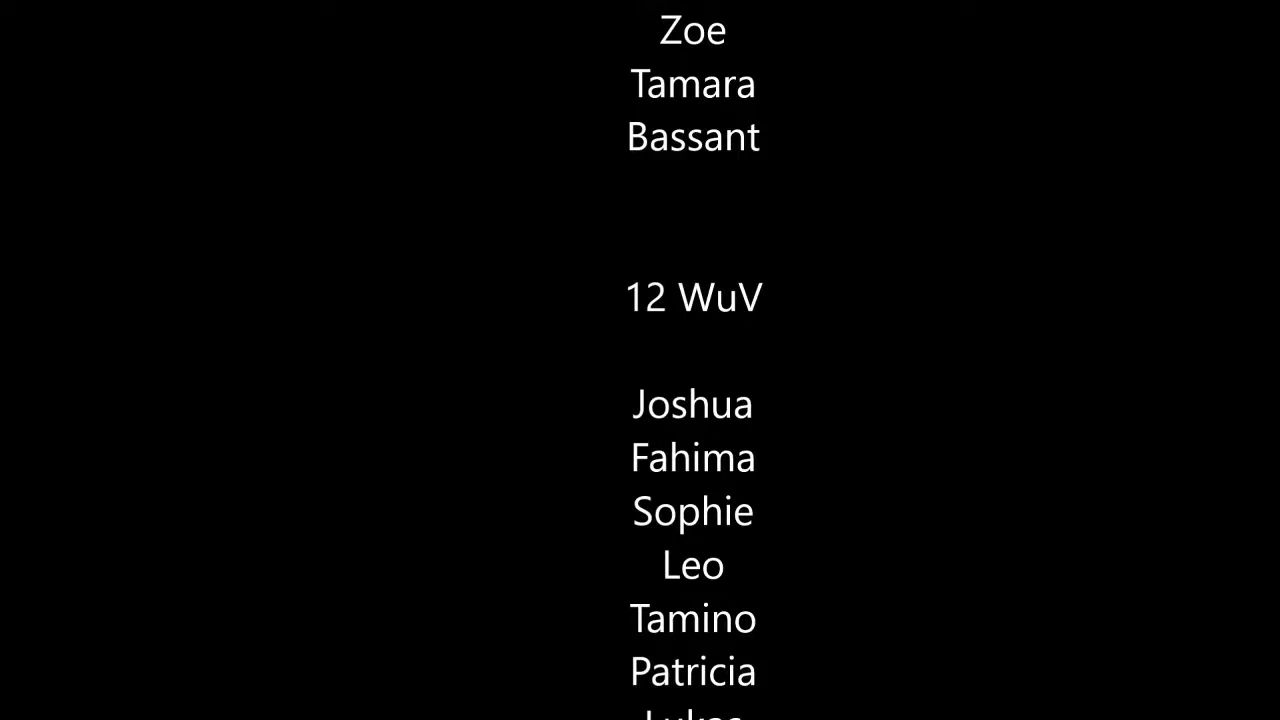 Zoe
Tamara
Bassant
12 WuV
Joshua
Fahima
Sophie
Leo
Tamino
Patricia